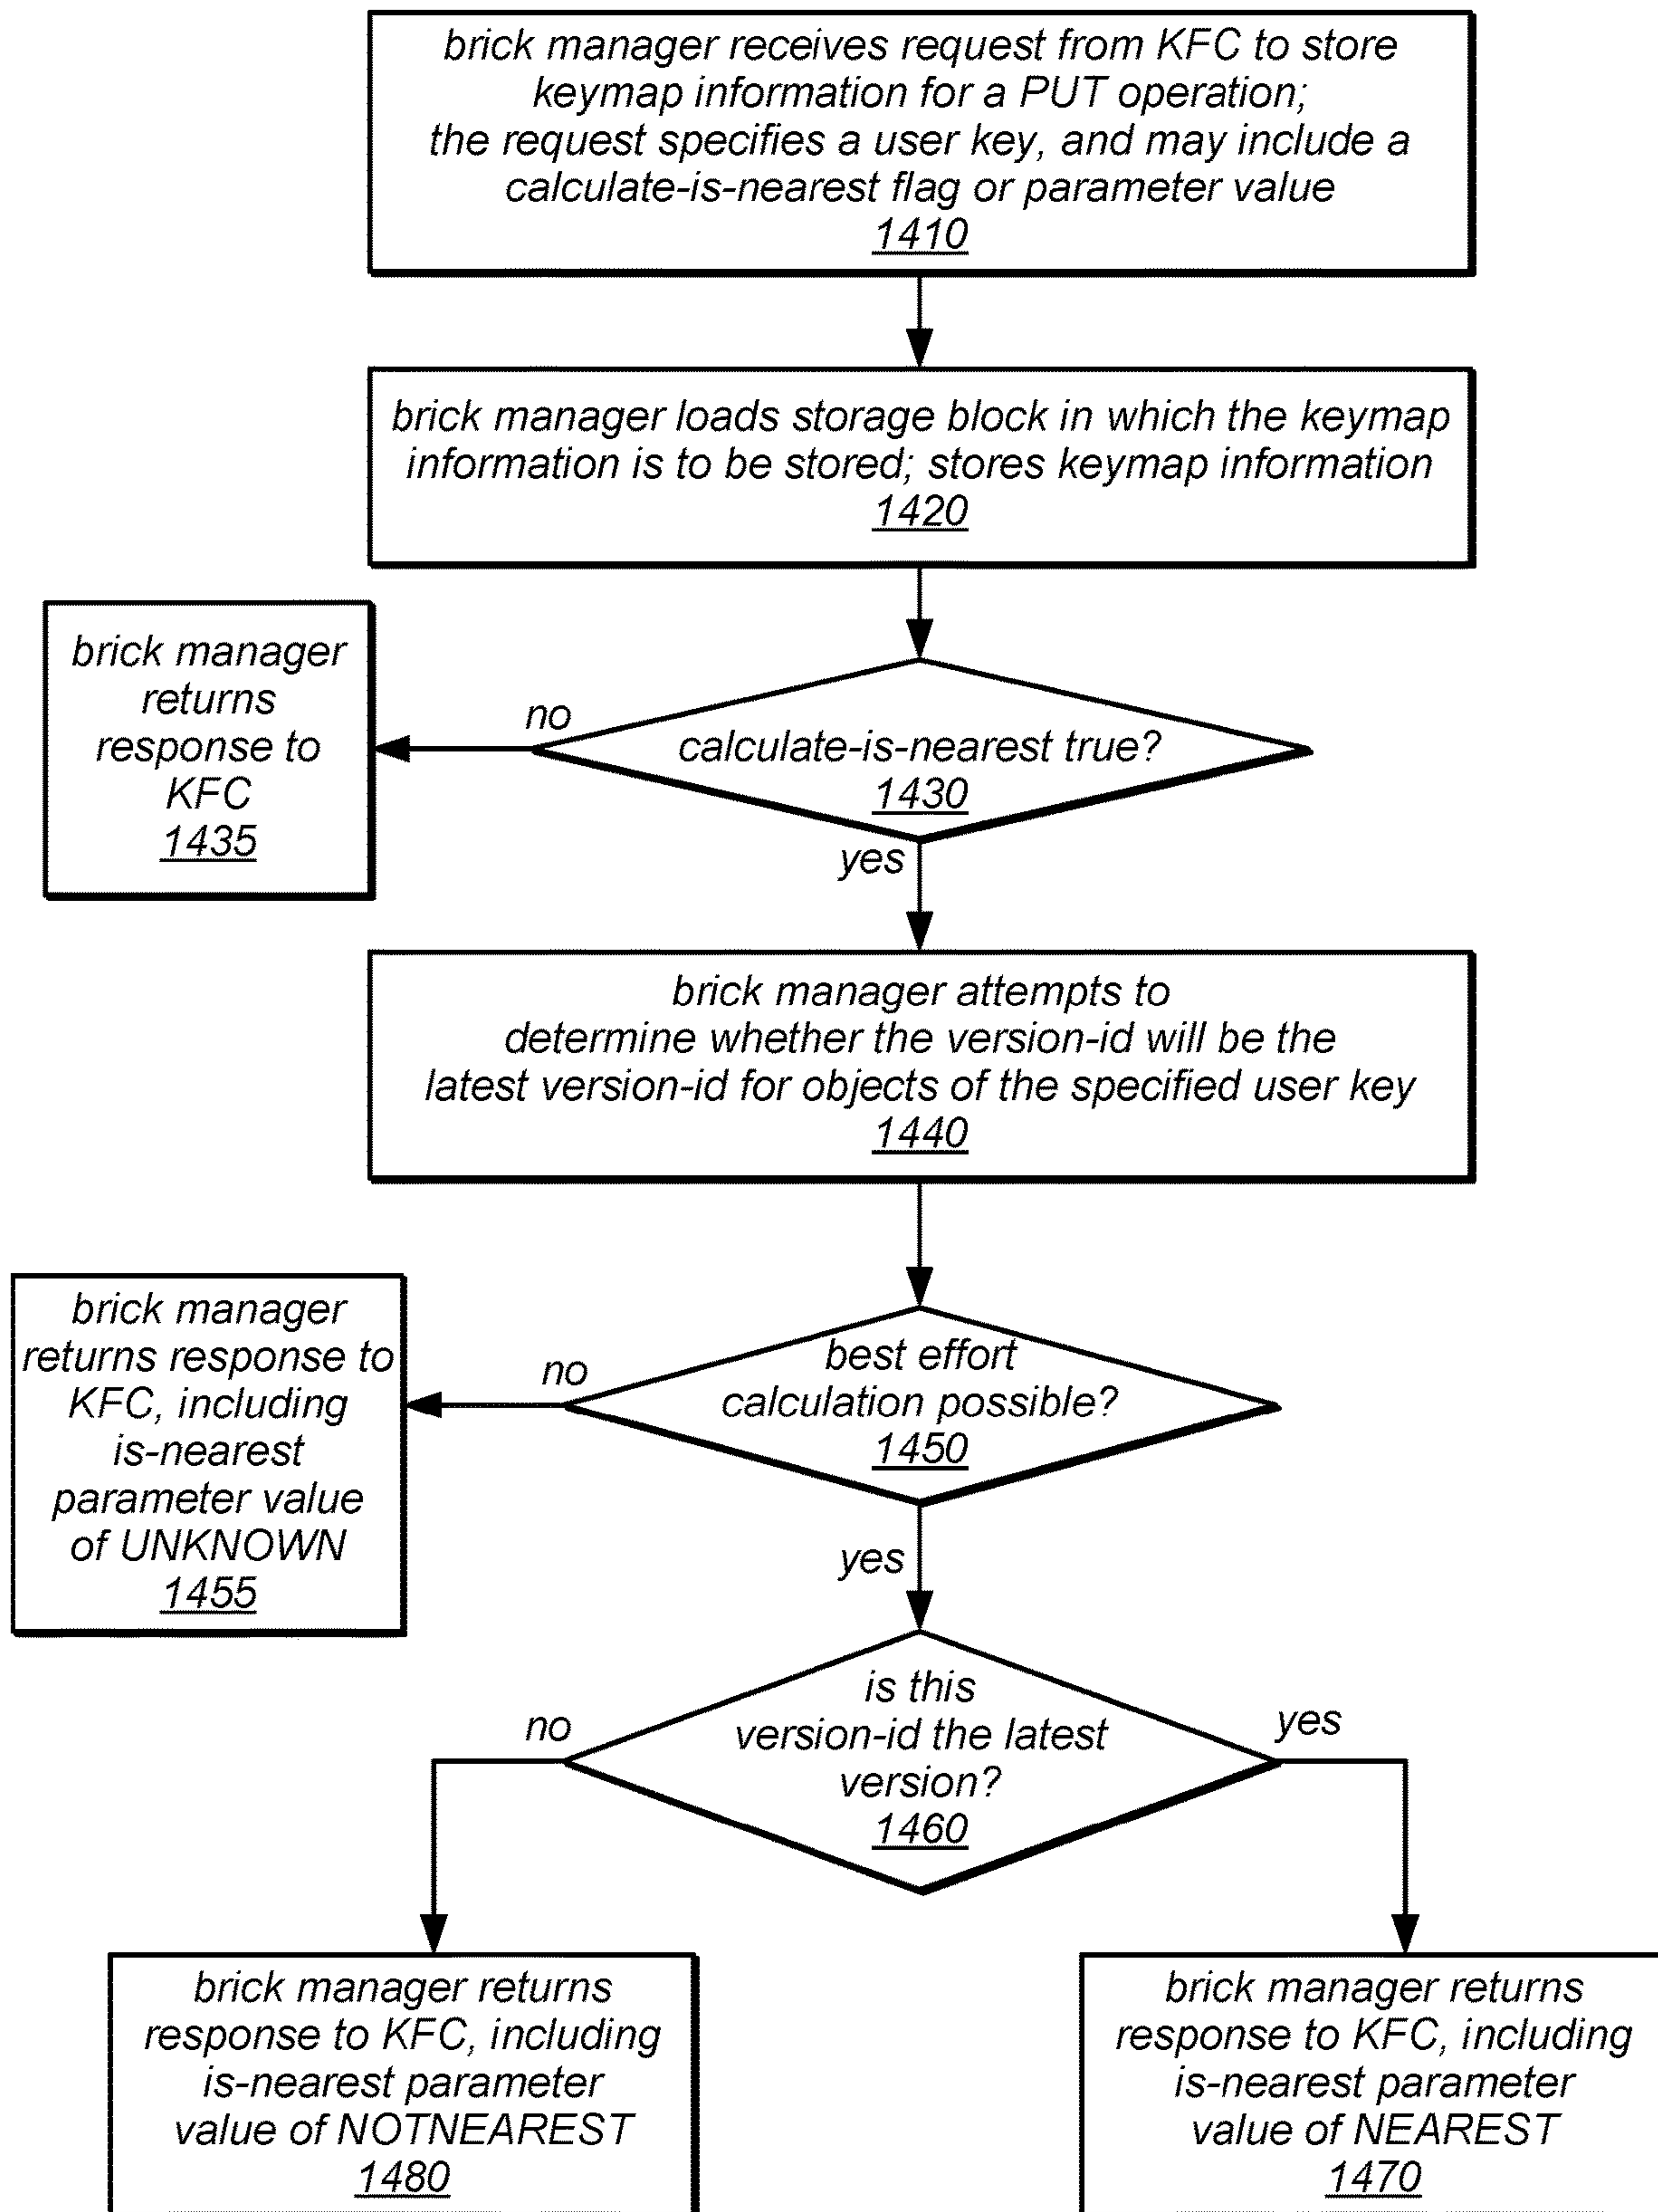 brick manager receives request from KFC to store
keymap information for a PUT operation;
the request specifies a user key, and may include a
calculate-is-nearest flag or parameter value
1410
brick manager loads storage block in which the keymap
information is to be stored; stores keymap information
1420
calculate-is-nearest true?
1430
no
brick manager
returns
response to
KFC
1435
yes
brick manager attempts to
determine whether the version-id will be the
latest version-id for objects of the specified user key
1440
best effort
calculation possible?
1450
no
brick manager
returns response to
KFC, including
is-nearest
parameter value
of UNKNOWN
1455
yes
is this
version-id the latest
version?
1460
no
yes
brick manager returns
response to KFC, including
is-nearest parameter
value of NOTNEAREST
1480
brick manager returns
response to KFC, including
is-nearest parameter
value of NEAREST
1470